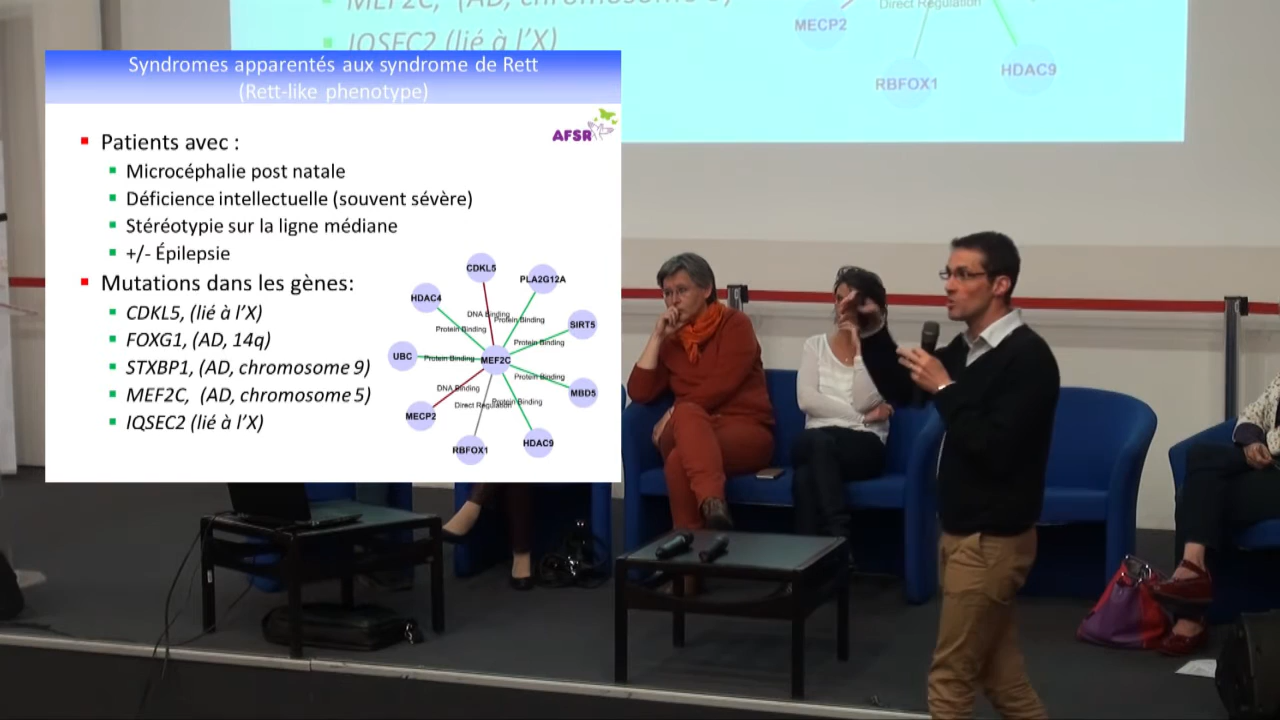 MEF2C, (AD, chromosome 5)
IQSEC2 (lié à l'X)
Direct Regulation
MECP2
RBFOX1
HDAC9
Syndromes apparentés aux syndrome de Rett
(Rett-like phenotype)
AFSR
Patients avec :
Microcéphalie post natale
Déficience intellectuelle (souvent sévère)
Stéréotypie sur la ligne médiane
+/- Épilepsie
Mutations dans les gènes:
CDKL5, (lié à l'X)
FOXG1, (AD, 14q)
STXBP1, (AD, chromosome 9)
MEF2C, (AD, chromosome 5)
IQSEC2 (lié à l'X)
CDKL5
PLA2G12A
HDAC4
DNA Binding
Protein Binding
SIRT5
Protein Binding
Protein Binding
UBC
Protein Binding
MEF2C
Protein Binding
DNA Binding
MBD5
Direct Regulation
Protein Binding
MECP2
RBFOX1
HDAC9